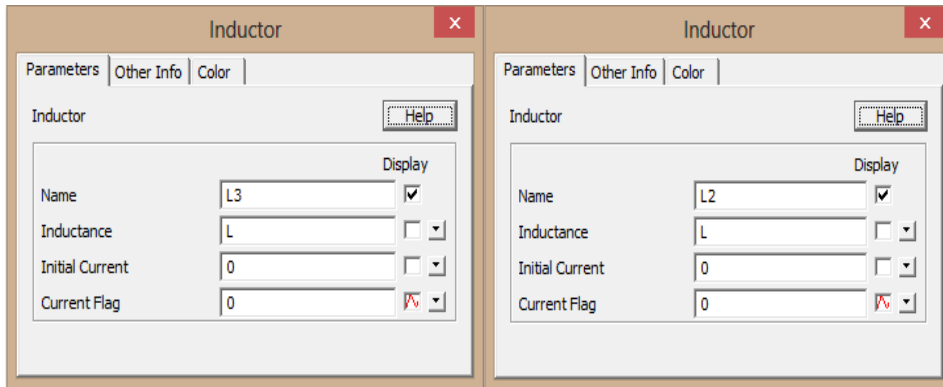 Inductor
x
Parameters Other Info Color
Inductor Help
Display
Name L3
Inductance L
Initial Current 0
Current Flag 0
Inductor
x
Parameters Other Info Color
Inductor Help
Display
Name L2
Inductance L
Initial Current 0
Current Flag 0